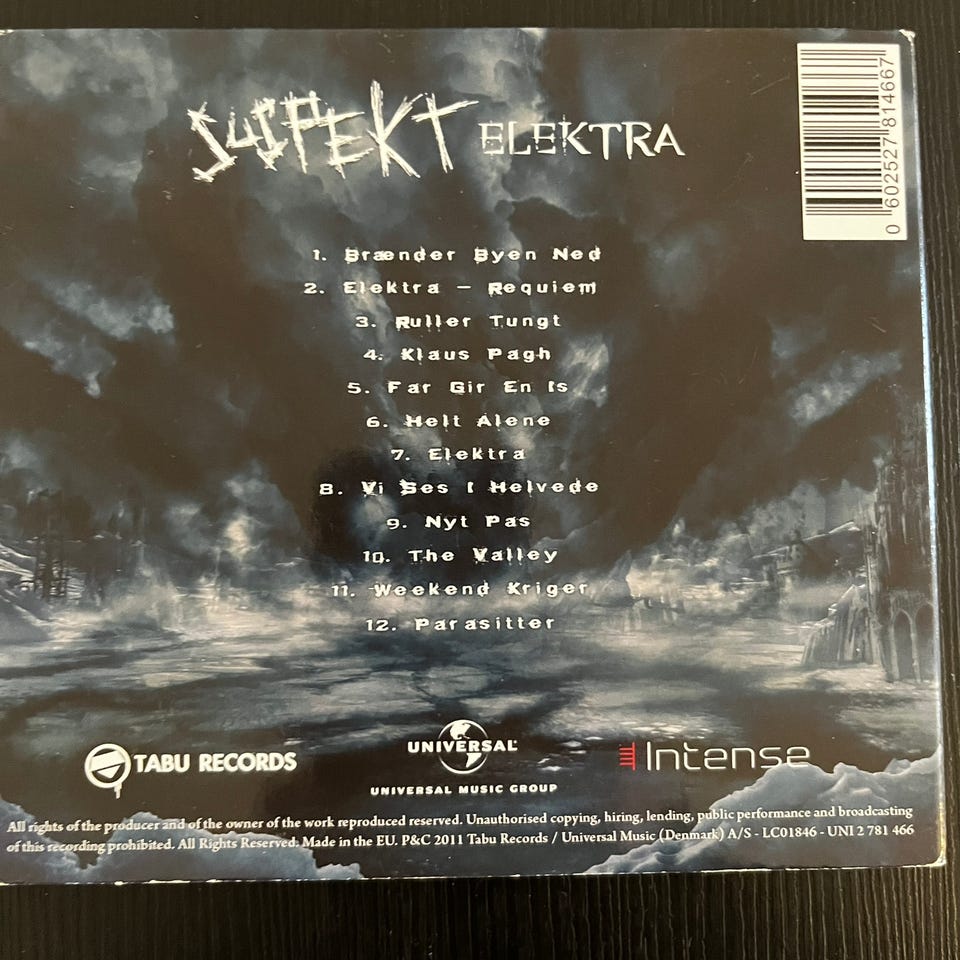 SUSPEKT ELEKTRA
0 602527 814667
1. Brænder Byen Ned
2. Elektra – Requiem
3. Ruller Tungt
4. Klaus Pagh
5. Far Gir En Is
6. Helt Alene
7. Elektra
8. Vi Ses I Helvede
9. Nyt Pas
10. The Valley
11. Weekend Kriger
12. Parasitter
TABU RECORDS
UNIVERSAL
UNIVERSAL MUSIC GROUP
Intense
All rights of the producer and of the owner of the work reproduced reserved. Unauthorised copying, hiring, lending, public performance and broadcasting
of this recording prohibited. All Rights Reserved. Made in the EU. P&C 2011 Tabu Records / Universal Music (Denmark) A/S - LC01846 - UNI 2 781 466